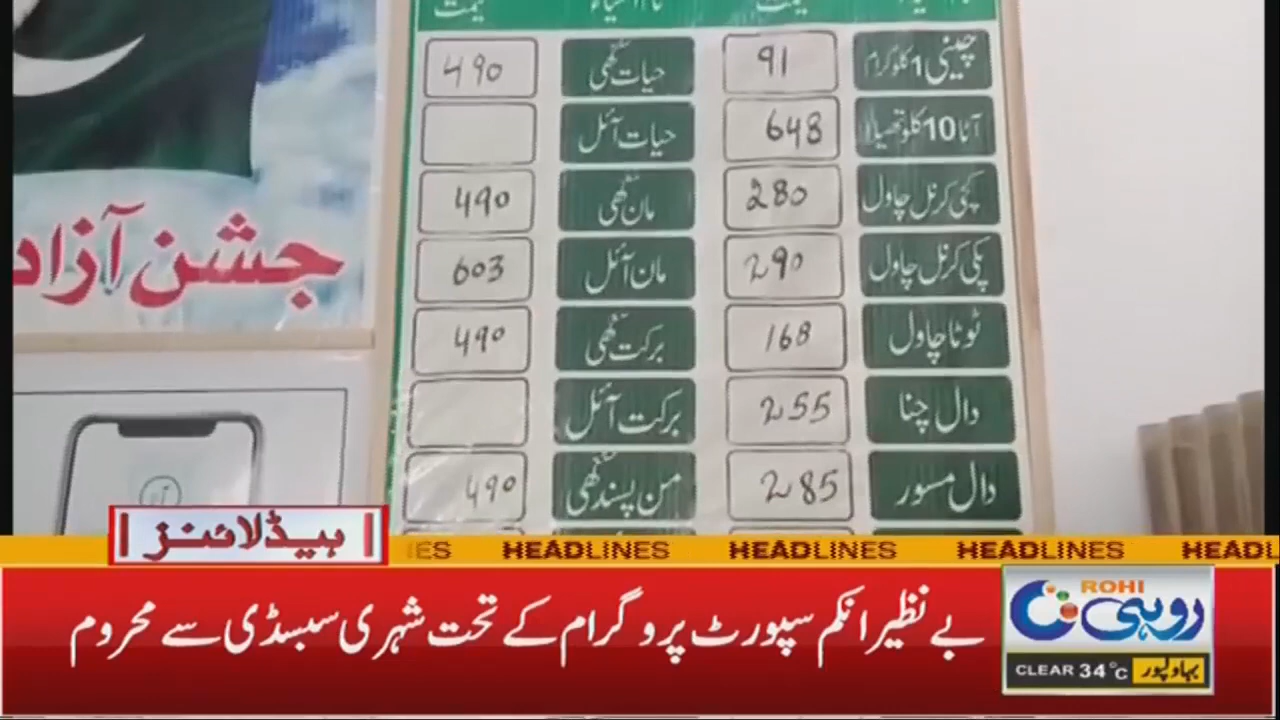 چینی 1 کلوگرام 91 حیات گھی 490
آٹا 10 کلو تھیلا 648 حیات آئل
کچی کرنل چاول 280 مان گھی 490
پکی کرنل چاول 290 مان آئل 603
ٹوٹا چاول 168 برکت گھی 490
دال چنا 255 برکت آئل
دال مسور 285 من پسند گھی 490
جشن آزاد
ہیڈلائنز
HEADLINES HEADLINES HEADLINES
بے نظیر انکم سپورٹ پروگرام کے تحت شہری سبسڈی سے محروم
ROHI
روہی
CLEAR 34°C بہاولپور